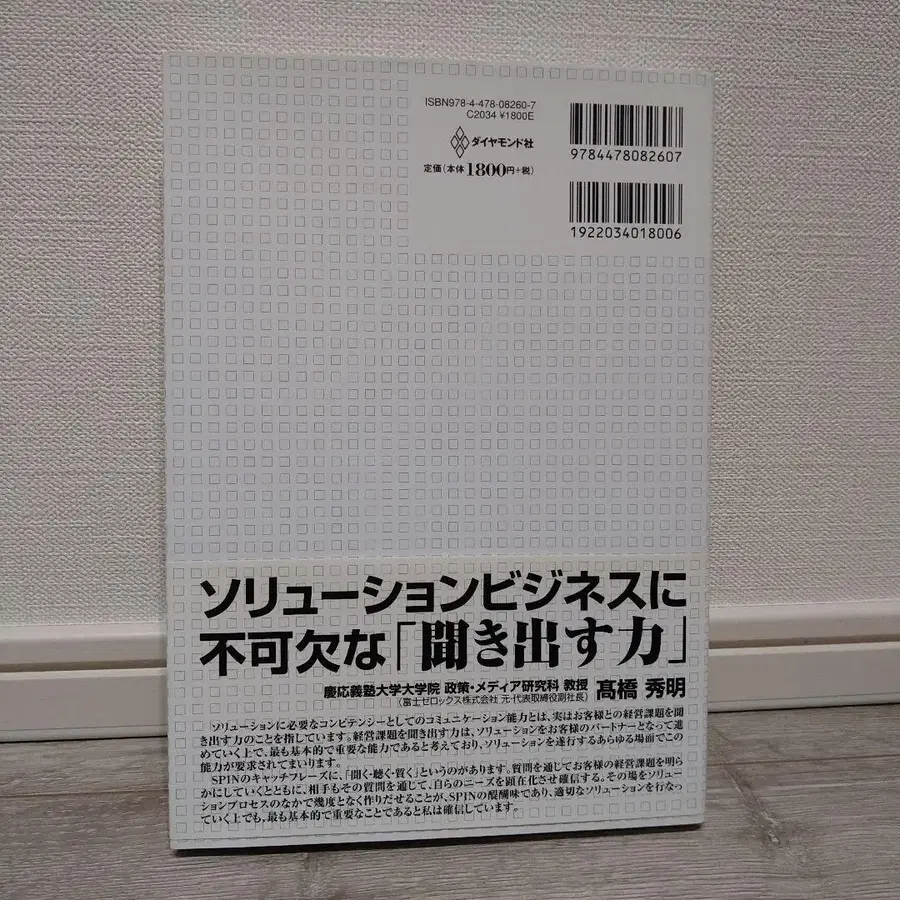 ISBN978-4-478-08260-7
C2034 ¥1800E
ダイヤモンド社
定価(本体1800円+税)
9784478082607
1922034018006
ソリューションビジネスに
不可欠な「聞き出す力」
慶応義塾大学大学院 政策・メディア研究科 教授 髙橋 秀明
(富士ゼロックス株式会社 元・代表取締役副社長)
ソリューションに必要なコンピテンシーとしてのコミュニケーション能力とは、実はお客様との経営課題を聞
き出す力のことを指しています。経営課題を聞き出す力は、ソリューションをお客様のパートナーとなって進
めていく上で、最も基本的で重要な能力であると考えており、ソリューションを遂行するあらゆる場面でこの
能力が要求されてまいります。
SPINのキャッチフレーズに、「聞く・聴く・質く」というのがあります。質問を通してお客様の経営課題を明ら
かにしていくとともに、相手もその質問を通して、自らのニーズを顕在化させ確信する。その場をソリュー
ションプロセスのなかで幾度となく作りだせることが、SPINの醍醐味であり、適切なソリューションを行なっ
ていく上でも、最も基本的で重要なことであると私は確信しています。